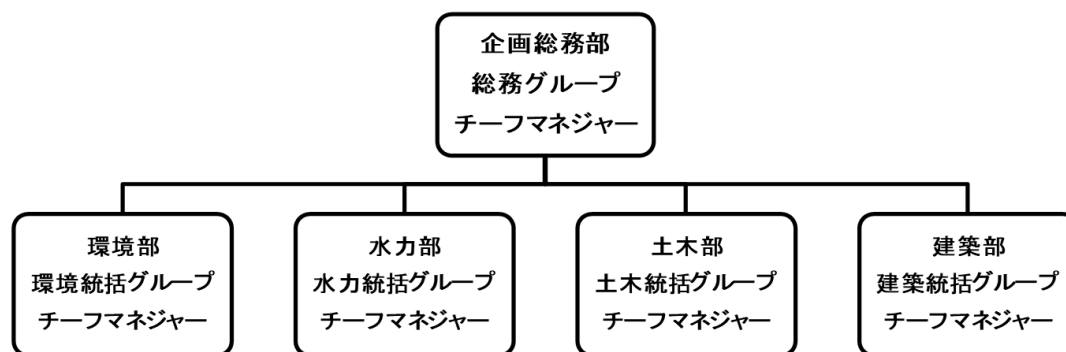 企画総務部
総務グループ
チーフマネジャー
環境部
環境統括グループ
チーフマネジャー
水力部
水力統括グループ
チーフマネジャー
土木部
土木統括グループ
チーフマネジャー
建築部
建築統括グループ
チーフマネジャー